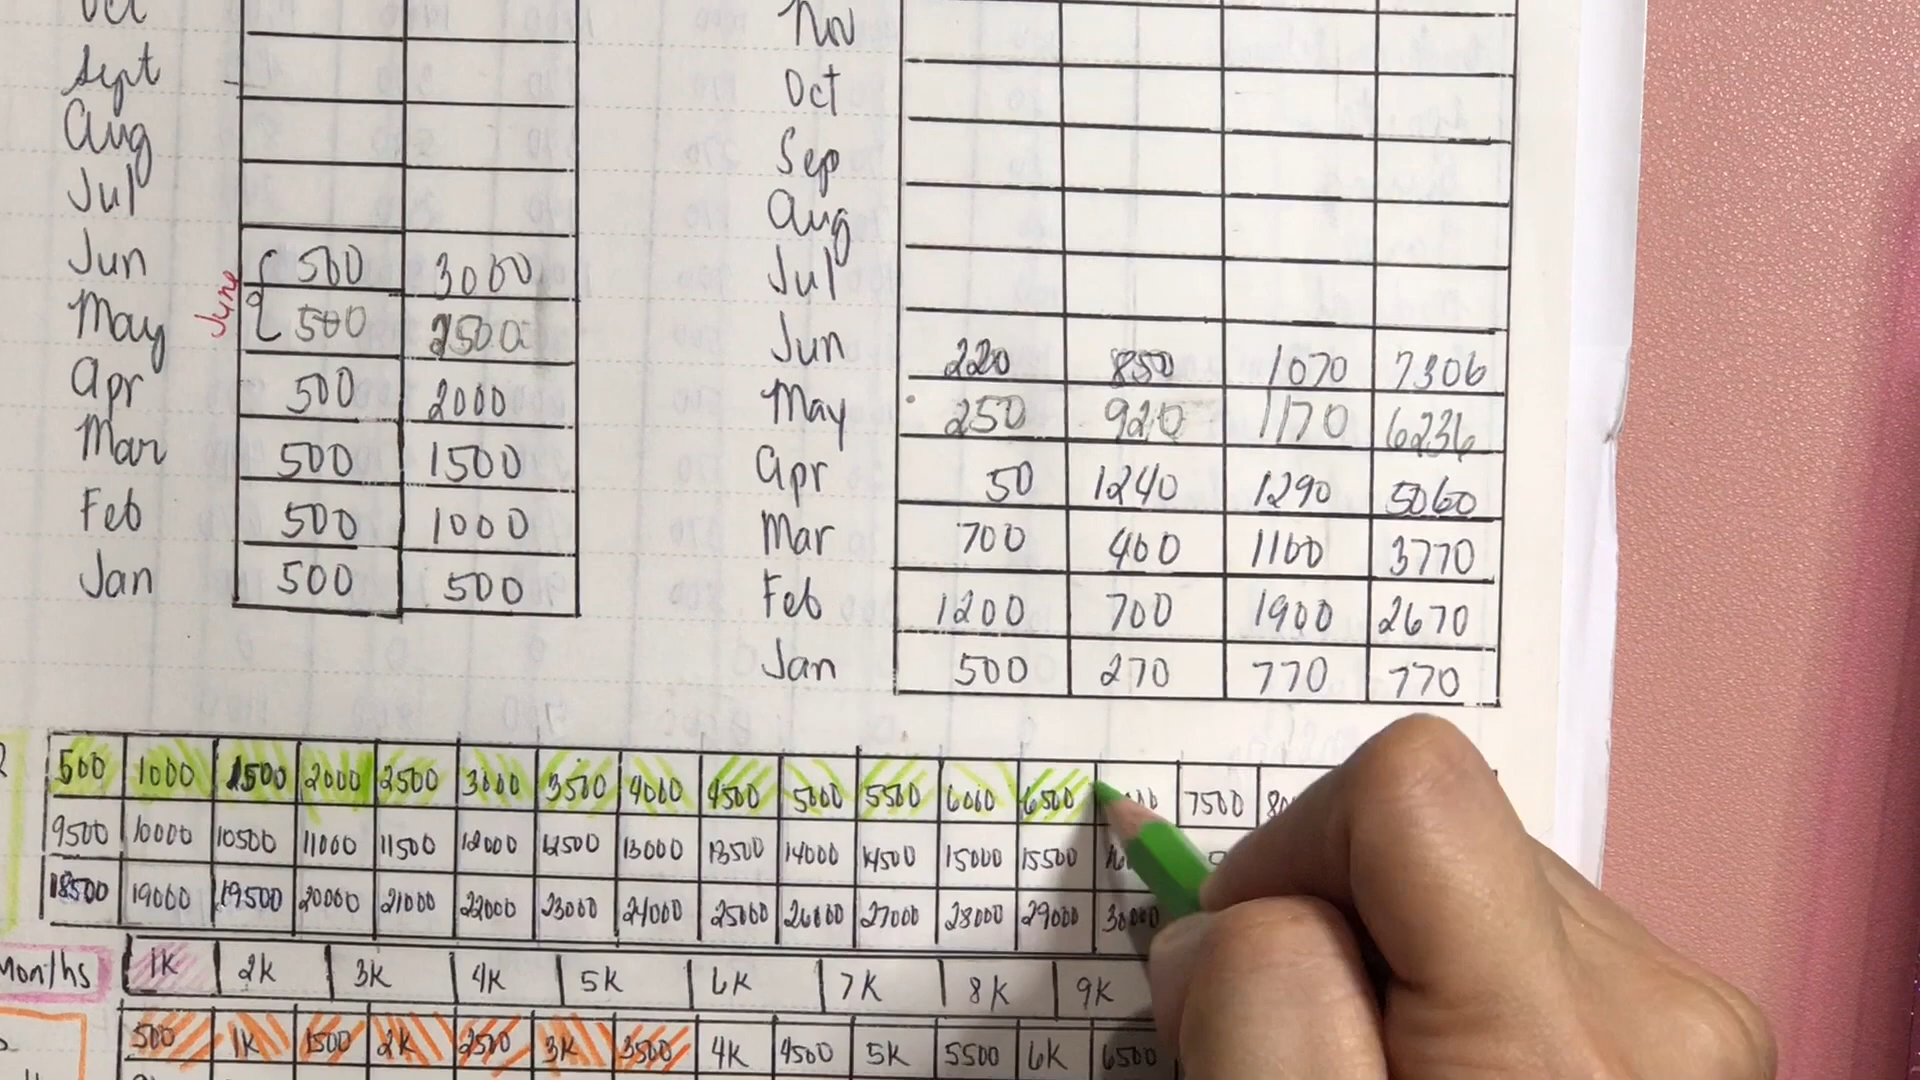 Oct
Sept
Aug
Jul
Jun 500 3000
June
May 500 2500
Apr 500 2000
Mar 500 1500
Feb 500 1000
Jan 500 500
Nov
Oct
Sep
Aug
Jul
Jun 220 850 1070 7306
May 250 920 1170 6236
Apr 50 1240 1290 5060
Mar 700 400 1100 3770
Feb 1200 700 1900 2670
Jan 500 270 770 770
500 1000 1500 2000 2500 3000 3500 4000 4500 5000 5500 6000 6500 7500
9500 10000 10500 11000 11500 12000 12500 13000 13500 14000 14500 15000 15500
18500 19000 19500 20000 21000 22000 23000 24000 25000 26000 27000 28000 29000 30000
Months 1K 2K 3K 4K 5K 6K 7K 8K 9K
500 1K 1500 2K 2500 3K 3500 4K 4500 5K 5500 6K 6500